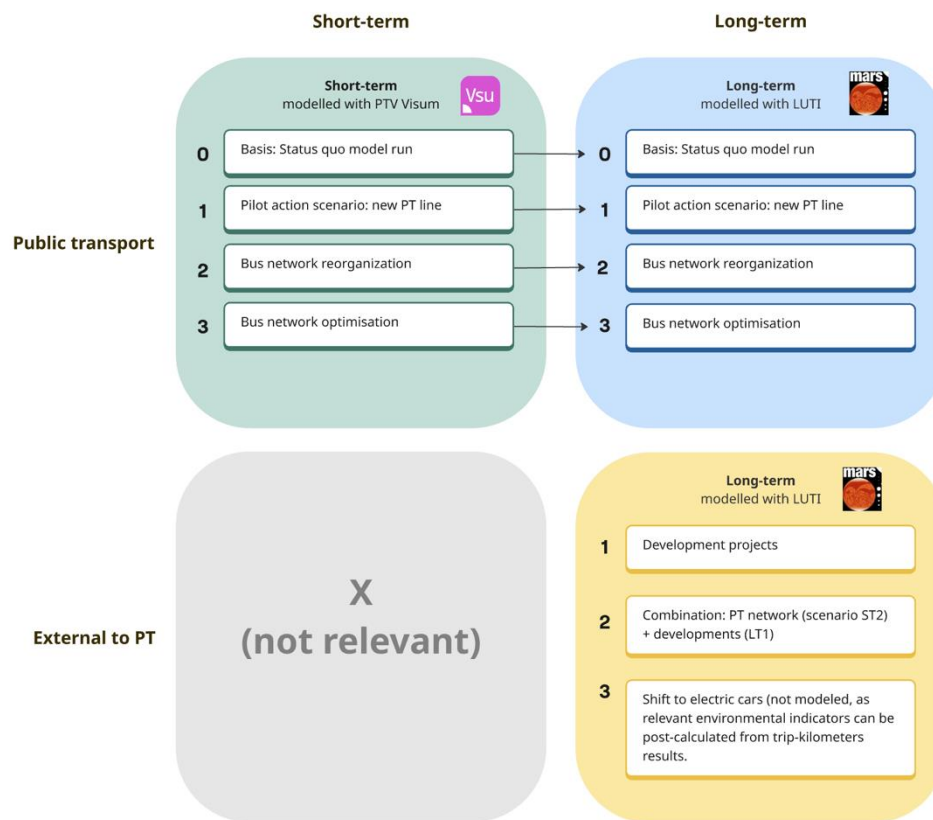 Short-term
Long-term
Public transport
Short-term
modelled with PTV Visum
Vsu
0
Basis: Status quo model run
1
Pilot action scenario: new PT line
2
Bus network reorganization
3
Bus network optimisation
Long-term
modelled with LUTI
mars
0
Basis: Status quo model run
1
Pilot action scenario: new PT line
2
Bus network reorganization
3
Bus network optimisation
External to PT
X
(not relevant)
Long-term
modelled with LUTI
mars
1
Development projects
2
Combination: PT network (scenario ST2)
+ developments (LT1)
3
Shift to electric cars (not modeled, as
relevant environmental indicators can be
post-calculated from trip-kilometers
results.